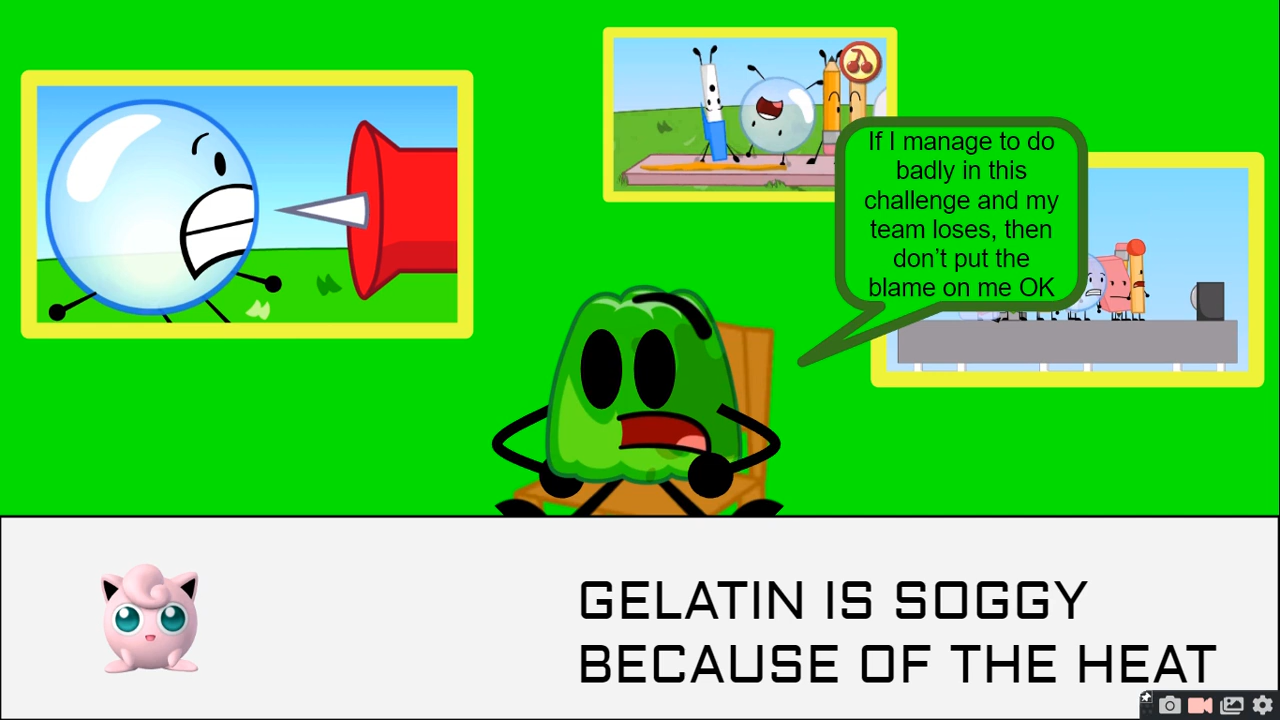 If I manage to do
badly in this
challenge and my
team loses, then
don’t put the
blame on me OK
GELATIN IS SOGGY
BECAUSE OF THE HEAT